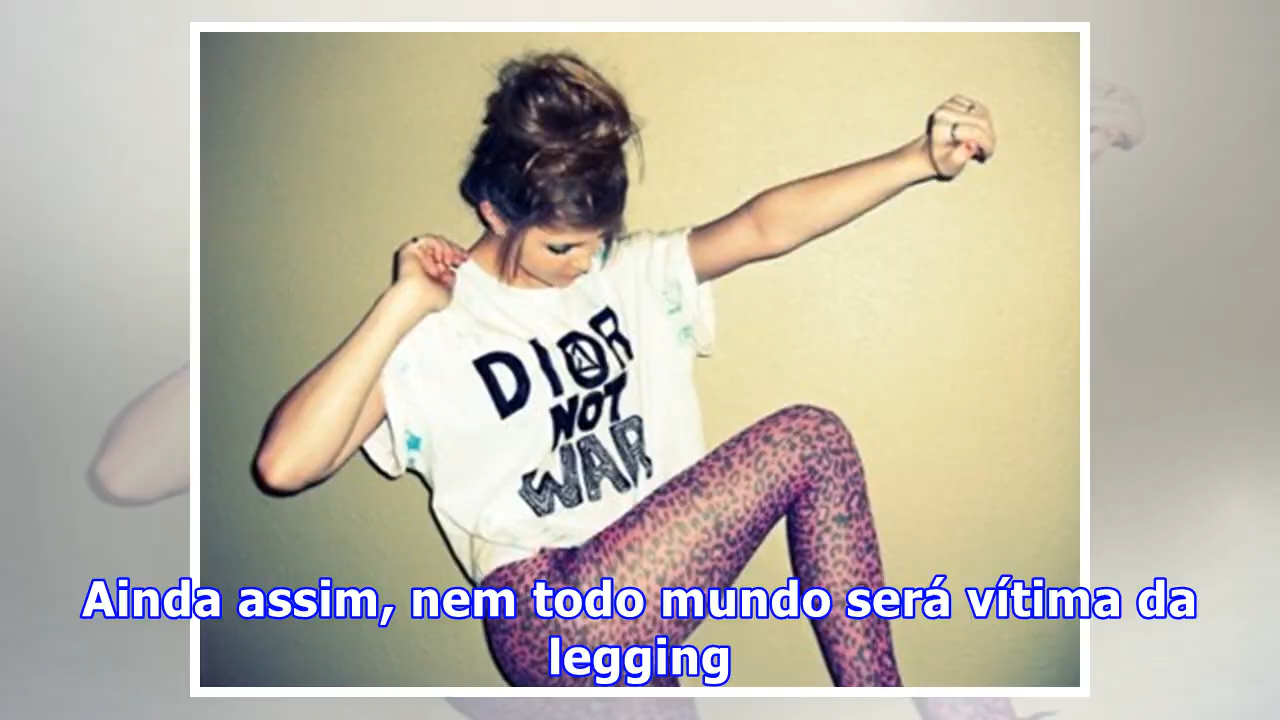 DIOR
NOT
WAR
Ainda assim, nem todo mundo será vítima da
legging